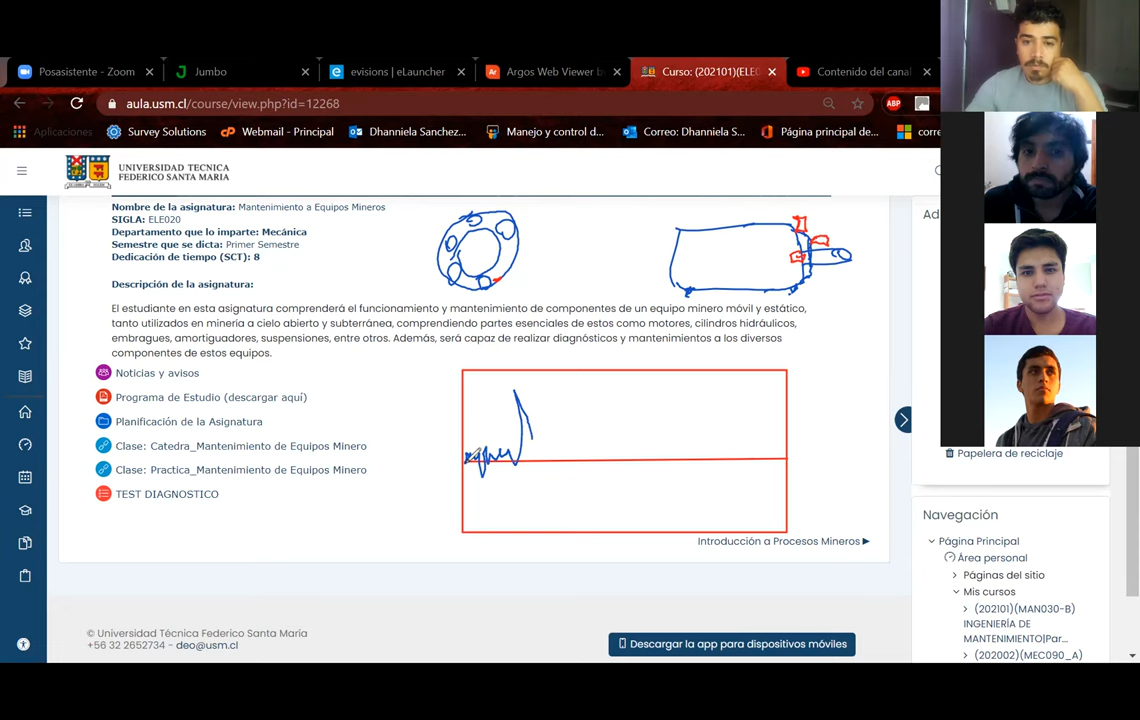 Posasistente - Zoom
Jumbo
evisions | eLauncher
Argos Web Viewer b
Curso: (202101)(ELE0
Contenido del canal
aula.usm.cl/course/view.php?id=12268
ABP
Aplicaciones
Survey Solutions
Webmail - Principal
Dhanniela Sanchez...
Manejo y control d...
Correo: Dhanniela S...
Página principal de...
corre
UNIVERSIDAD TECNICA
FEDERICO SANTA MARIA
Nombre de la asignatura: Mantenimiento a Equipos Mineros
SIGLA: ELE020
Departamento que lo imparte: Mecánica
Semestre que se dicta: Primer Semestre
Dedicación de tiempo (SCT): 8
Descripción de la asignatura:
El estudiante en esta asignatura comprenderá el funcionamiento y mantenimiento de componentes de un equipo minero móvil y estático,
tanto utilizados en minería a cielo abierto y subterránea, comprendiendo partes esenciales de estos como motores, cilindros hidráulicos,
embragues, amortiguadores, suspensiones, entre otros. Además, será capaz de realizar diagnósticos y mantenimientos a los diversos
componentes de estos equipos.
Noticias y avisos
Programa de Estudio (descargar aquí)
Planificación de la Asignatura
Clase: Catedra_Mantenimiento de Equipos Minero
Clase: Practica_Mantenimiento de Equipos Minero
TEST DIAGNOSTICO
Introducción a Procesos Mineros ►
Ad
Papelera de reciclaje
Navegación
Página Principal
Área personal
Páginas del sitio
Mis cursos
(202101)(MAN030-B)
INGENIERÍA DE
MANTENIMIENTO|Par...
(202002)(MEC090_A)
© Universidad Técnica Federico Santa María
+56 32 2652734 - deo@usm.cl
Descargar la app para dispositivos móviles